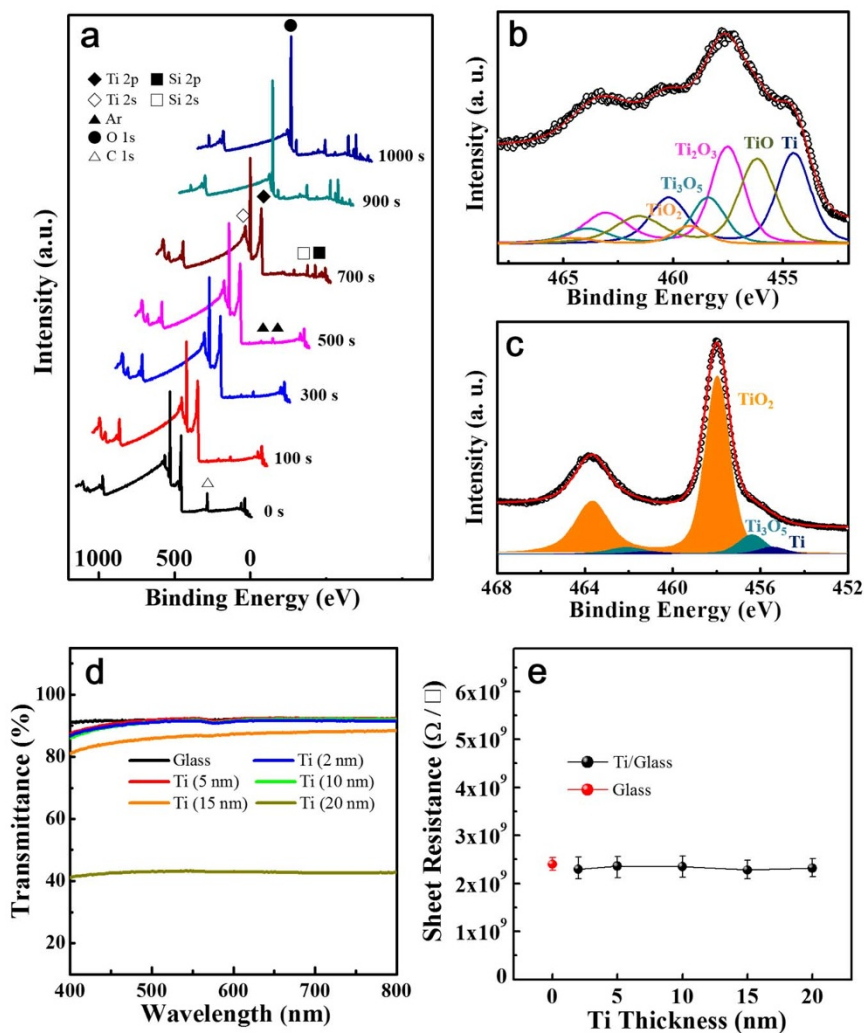 a
◆ Ti 2p ■ Si 2p
◇ Ti 2s □ Si 2s
▲ Ar
● O 1s
△ C 1s
1000 s
900 s
700 s
500 s
300 s
100 s
0 s
1000 500 0
Binding Energy (eV)
Intensity (a.u.)
b
Ti₂O₃
TiO
Ti
Ti₃O₅
TiO₂
465 460 455
Binding Energy (eV)
Intensity (a. u.)
c
TiO₂
Ti₃O₅
Ti
468 464 460 456 452
Binding Energy (eV)
Intensity (a. u.)
d
100
80
60
40
20
Glass Ti (2 nm)
Ti (5 nm) Ti (10 nm)
Ti (15 nm) Ti (20 nm)
400 500 600 700 800
Wavelength (nm)
Transmittance (%)
e
6x10⁹
5x10⁹
4x10⁹
3x10⁹
2x10⁹
1x10⁹
0
Ti/Glass
Glass
0 5 10 15 20
Ti Thickness (nm)
Sheet Resistance (Ω / □)